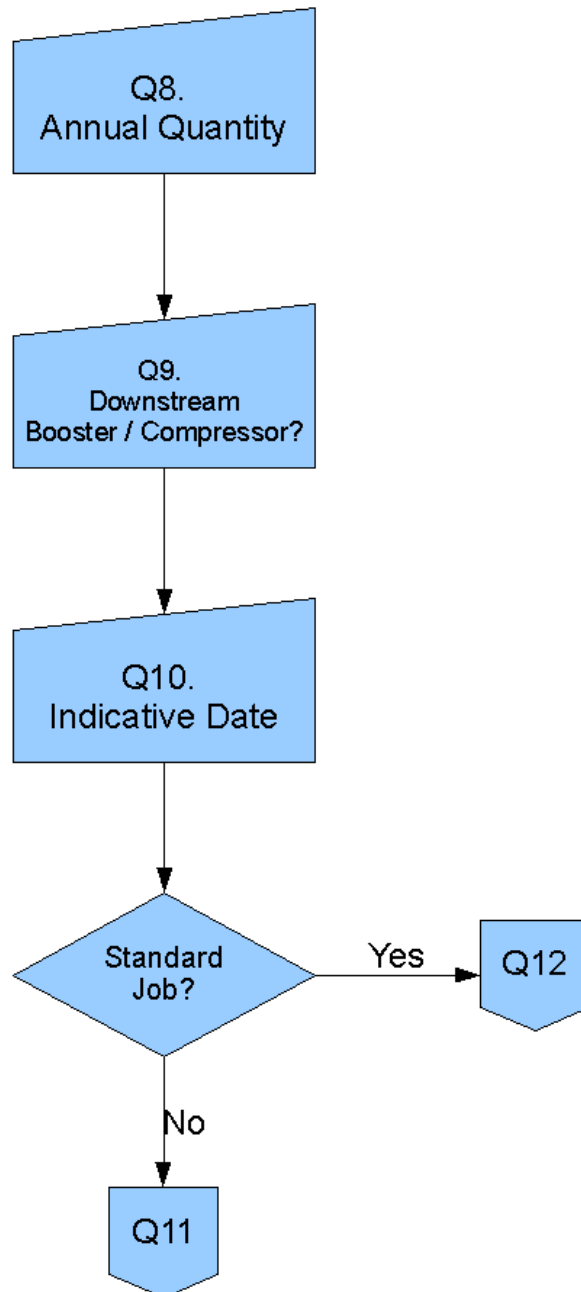 Q8.
Annual Quantity
Q9.
Downstream
Booster / Compressor?
Q10.
Indicative Date
Standard
Job?
Yes
Q12
No
Q11